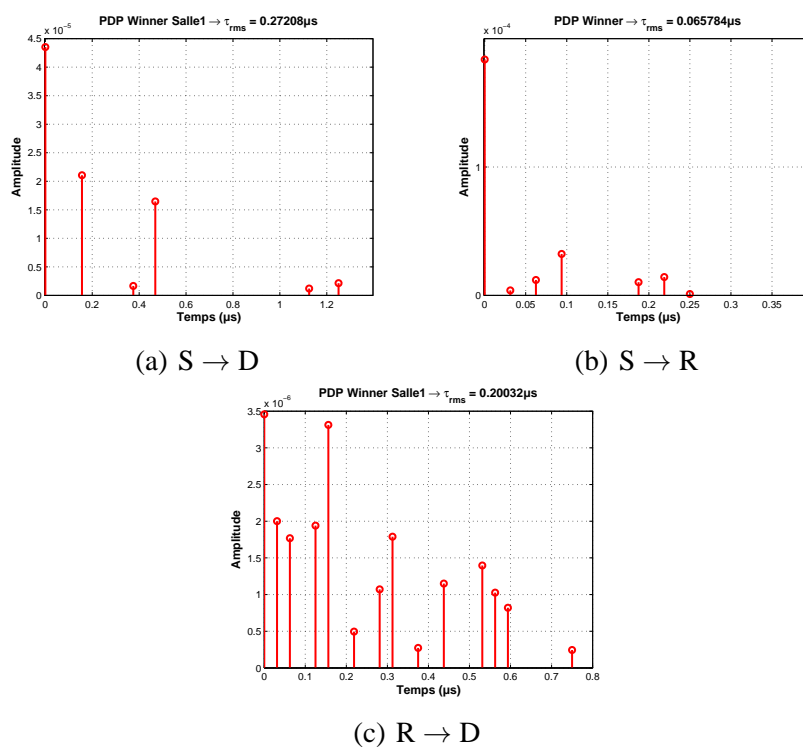 PDP Winner Salle1 → τrms = 0.27208µs
x 10⁻⁵
4.5
4
3.5
3
2.5
2
1.5
1
0.5
0
Amplitude
0 0.2 0.4 0.6 0.8 1 1.2
Temps (µs)
(a) S → D
PDP Winner → τrms = 0.065784µs
x 10⁻⁴
1
0
Amplitude
0 0.05 0.1 0.15 0.2 0.25 0.3 0.35
Temps (µs)
(b) S → R
PDP Winner Salle1 → τrms = 0.20032µs
x 10⁻⁶
3.5
3
2.5
2
1.5
1
0.5
0
Amplitude
0 0.1 0.2 0.3 0.4 0.5 0.6 0.7 0.8
Temps (µs)
(c) R → D